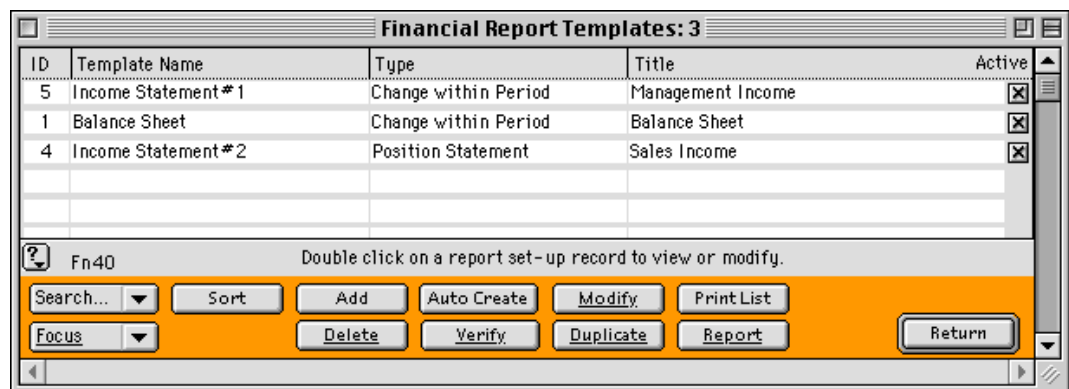 Financial Report Templates: 3
ID Template Name Type Title Active
5 Income Statement#1 Change within Period Management Income
1 Balance Sheet Change within Period Balance Sheet
4 Income Statement#2 Position Statement Sales Income
? Fn40 Double click on a report set-up record to view or modify.
Search... Sort Add Auto Create Modify Print List
Focus Delete Verify Duplicate Report Return